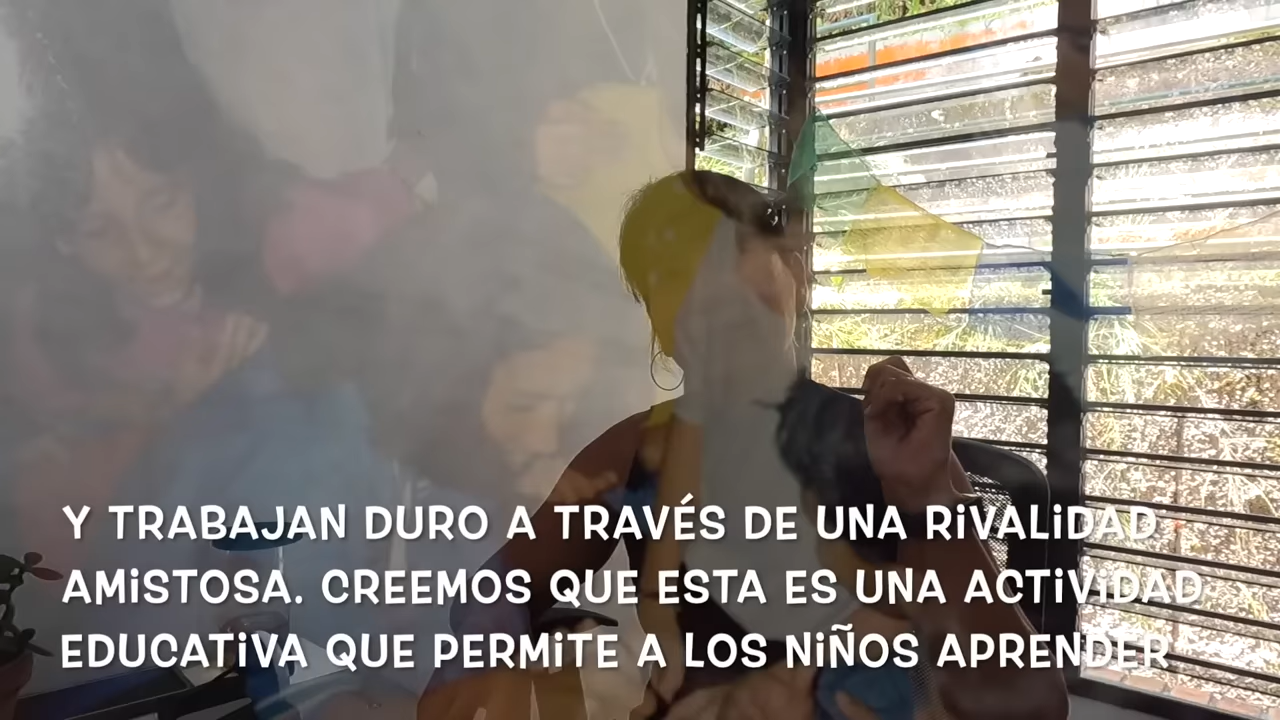 Y TRABAJAN DURO A TRAVÉS DE UNA RiVALiDAD
AMiSTOSA. CREEMOS QUE ESTA ES UNA ACTiViDAD
EDUCATiVA QUE PERMiTE A LOS NiÑOS APRENDER